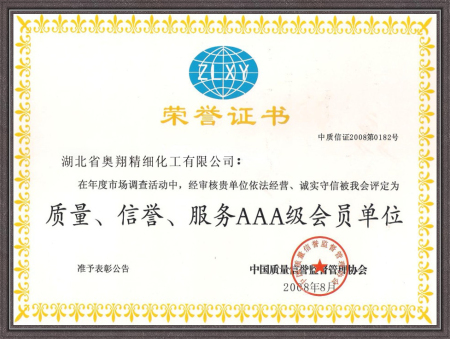 ZLXY
荣誉证书
中质信证2008第0182号
湖北省奥翔精细化工有限公司：
在年度市场调查活动中，经审核贵单位依法经营、诚实守信被我会评定为
质量、信誉、服务AAA级会员单位
准予表彰公告
中国质量信誉监督管理协会
2008年8月